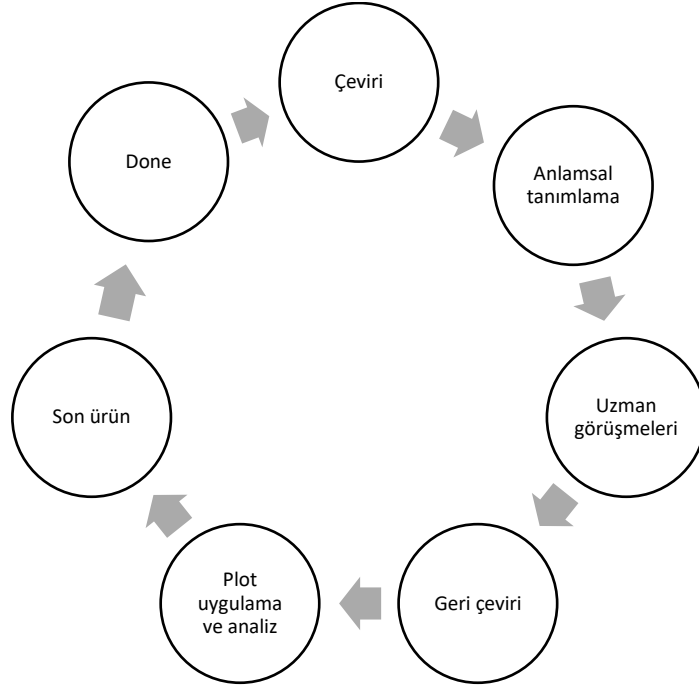 Çeviri
Anlamsal
tanımlama
Uzman
görüşmeleri
Geri çeviri
Plot
uygulama
ve analiz
Son ürün
Done